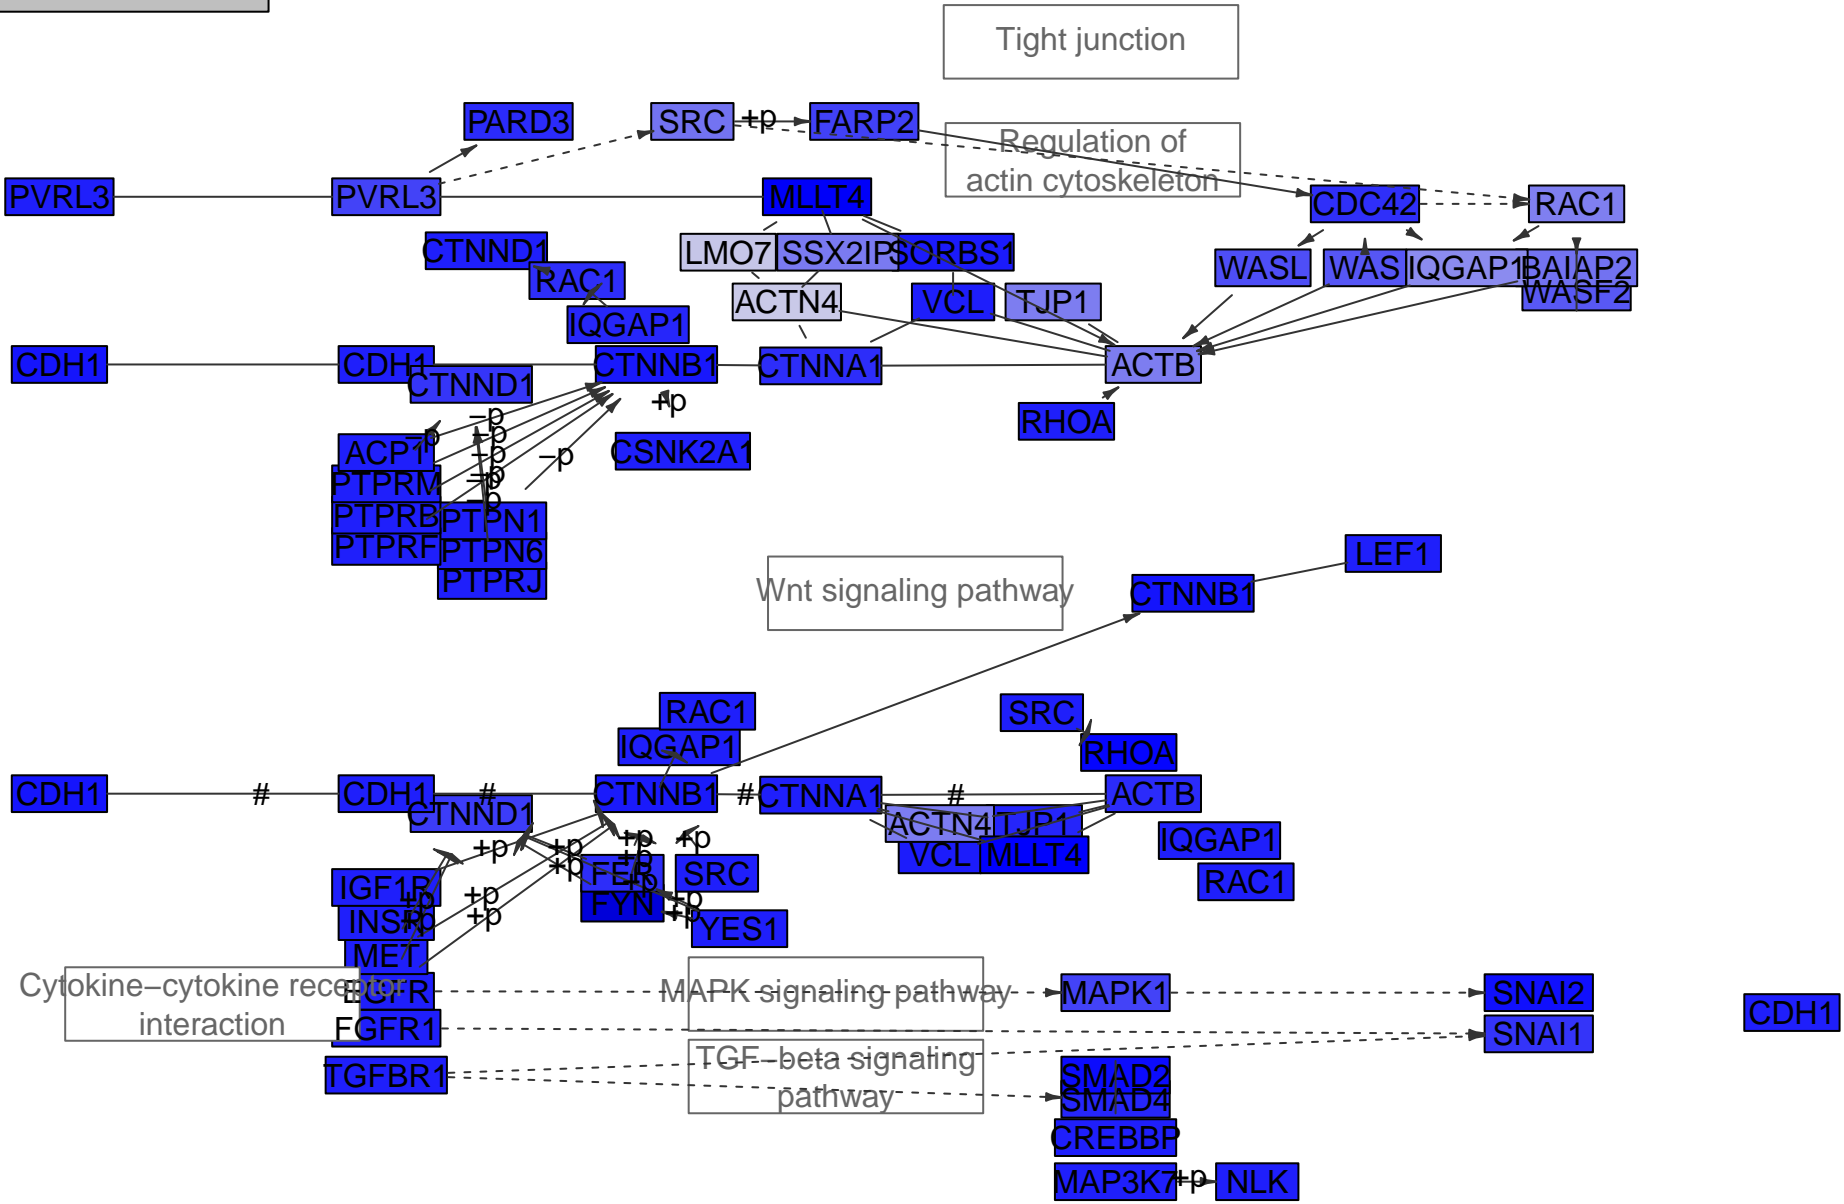 Tight junction
PARD3
SRC
+p
FARP2
Regulation of
actin cytoskeleton
PVRL3
PVRL3
MLLT4
CDC42
RAC1
CTNND1
LMO7
SSX2IP
SORBS1
WASL
WAS
IQGAP1
BAIAP2
WASF2
RAC1
IQGAP1
ACTN4
VCL
TJP1
CDH1
CDH1
CTNND1
CTNNB1
CTNNA1
ACTB
+p
RHOA
−p
−p
−p
−p
−p
−p
−p
−p
ACP1
CSNK2A1
PTPRM
PTPRB
PTPN1
PTPRF
PTPN6
PTPRJ
LEF1
Wnt signaling pathway
CTNNB1
RAC1
SRC
IQGAP1
RHOA
CDH1
#
CDH1
#
CTNNB1
#
CTNNA1
#
ACTB
CTNND1
ACTN4
TJP1
IQGAP1
VCL
MLLT4
RAC1
+p
+p
+p
+p
+p
+p
+p
FER
SRC
IGF1R
+p
+p
+p
+p
INSR
FYN
+p
+p
YES1
MET
Cytokine−cytokine receptor
interaction
EGFR
MAPK signaling pathway
MAPK1
SNAI2
CDH1
FGFR1
SNAI1
TGFBR1
TGF−beta signaling
pathway
SMAD2
SMAD4
CREBBP
MAP3K7
+p
NLK